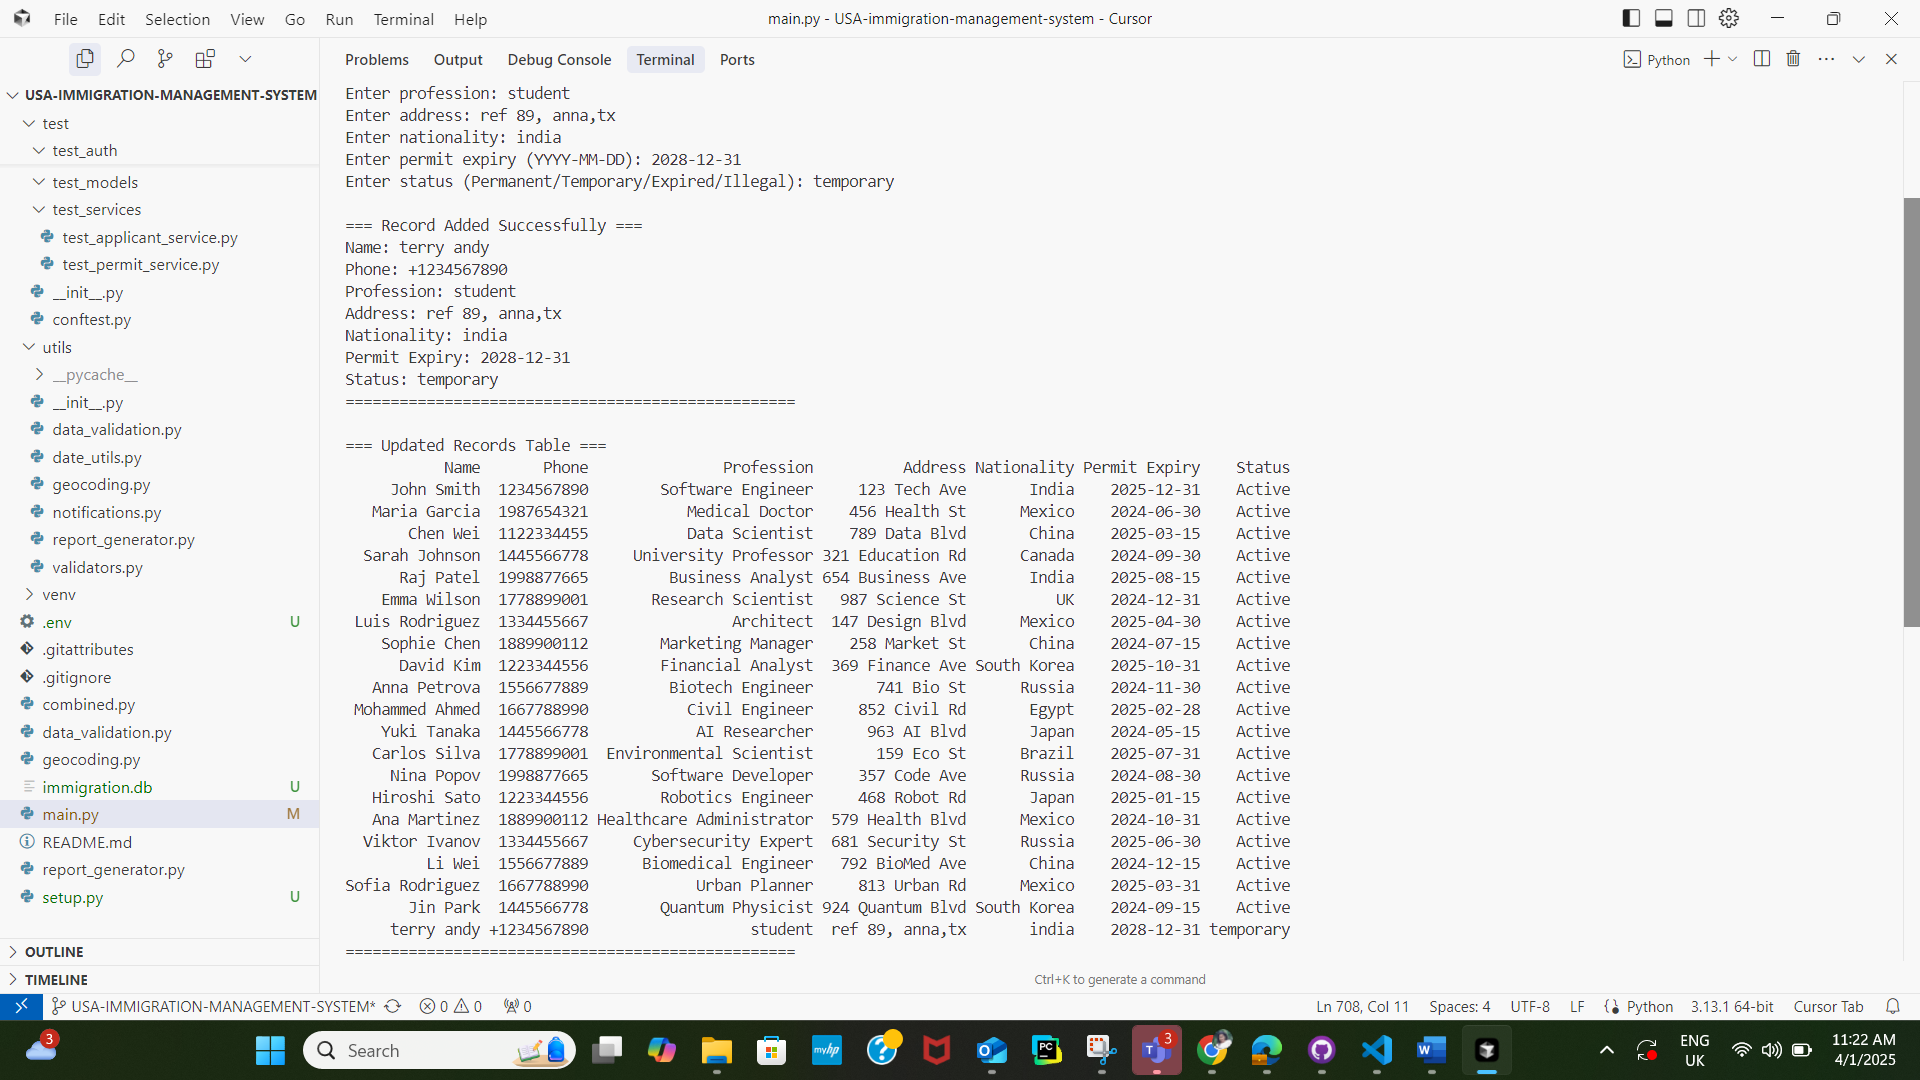 File Edit Selection View Go Run Terminal Help
main.py - USA-immigration-management-system - Cursor
USA-IMMIGRATION-MANAGEMENT-SYSTEM
test
test_auth
test_models
test_services
test_applicant_service.py
test_permit_service.py
__init__.py
conftest.py
utils
__pycache__
__init__.py
data_validation.py
date_utils.py
geocoding.py
notifications.py
report_generator.py
validators.py
venv
.env U
.gitattributes
.gitignore
combined.py
data_validation.py
geocoding.py
immigration.db U
main.py M
README.md
report_generator.py
setup.py U
OUTLINE
TIMELINE
Problems Output Debug Console Terminal Ports
Python
Enter profession: student
Enter address: ref 89, anna,tx
Enter nationality: india
Enter permit expiry (YYYY-MM-DD): 2028-12-31
Enter status (Permanent/Temporary/Expired/Illegal): temporary
=== Record Added Successfully ===
Name: terry andy
Phone: +1234567890
Profession: student
Address: ref 89, anna,tx
Nationality: india
Permit Expiry: 2028-12-31
Status: temporary
==================================================
=== Updated Records Table ===
Name Phone Profession Address Nationality Permit Expiry Status
John Smith 1234567890 Software Engineer 123 Tech Ave India 2025-12-31 Active
Maria Garcia 1987654321 Medical Doctor 456 Health St Mexico 2024-06-30 Active
Chen Wei 1122334455 Data Scientist 789 Data Blvd China 2025-03-15 Active
Sarah Johnson 1445566778 University Professor 321 Education Rd Canada 2024-09-30 Active
Raj Patel 1998877665 Business Analyst 654 Business Ave India 2025-08-15 Active
Emma Wilson 1778899001 Research Scientist 987 Science St UK 2024-12-31 Active
Luis Rodriguez 1334455667 Architect 147 Design Blvd Mexico 2025-04-30 Active
Sophie Chen 1889900112 Marketing Manager 258 Market St China 2024-07-15 Active
David Kim 1223344556 Financial Analyst 369 Finance Ave South Korea 2025-10-31 Active
Anna Petrova 1556677889 Biotech Engineer 741 Bio St Russia 2024-11-30 Active
Mohammed Ahmed 1667788990 Civil Engineer 852 Civil Rd Egypt 2025-02-28 Active
Yuki Tanaka 1445566778 AI Researcher 963 AI Blvd Japan 2024-05-15 Active
Carlos Silva 1778899001 Environmental Scientist 159 Eco St Brazil 2025-07-31 Active
Nina Popov 1998877665 Software Developer 357 Code Ave Russia 2024-08-30 Active
Hiroshi Sato 1223344556 Robotics Engineer 468 Robot Rd Japan 2025-01-15 Active
Ana Martinez 1889900112 Healthcare Administrator 579 Health Blvd Mexico 2024-10-31 Active
Viktor Ivanov 1334455667 Cybersecurity Expert 681 Security St Russia 2025-06-30 Active
Li Wei 1556677889 Biomedical Engineer 792 BioMed Ave China 2024-12-15 Active
Sofia Rodriguez 1667788990 Urban Planner 813 Urban Rd Mexico 2025-03-31 Active
Jin Park 1445566778 Quantum Physicist 924 Quantum Blvd South Korea 2024-09-15 Active
terry andy +1234567890 student ref 89, anna,tx india 2028-12-31 temporary
==================================================
Ctrl+K to generate a command
USA-IMMIGRATION-MANAGEMENT-SYSTEM* 0 0 0 Ln 708, Col 11 Spaces: 4 UTF-8 LF Python 3.13.1 64-bit Cursor Tab
3 Search myhp ? PC 3 T W ENG UK 11:22 AM 4/1/2025